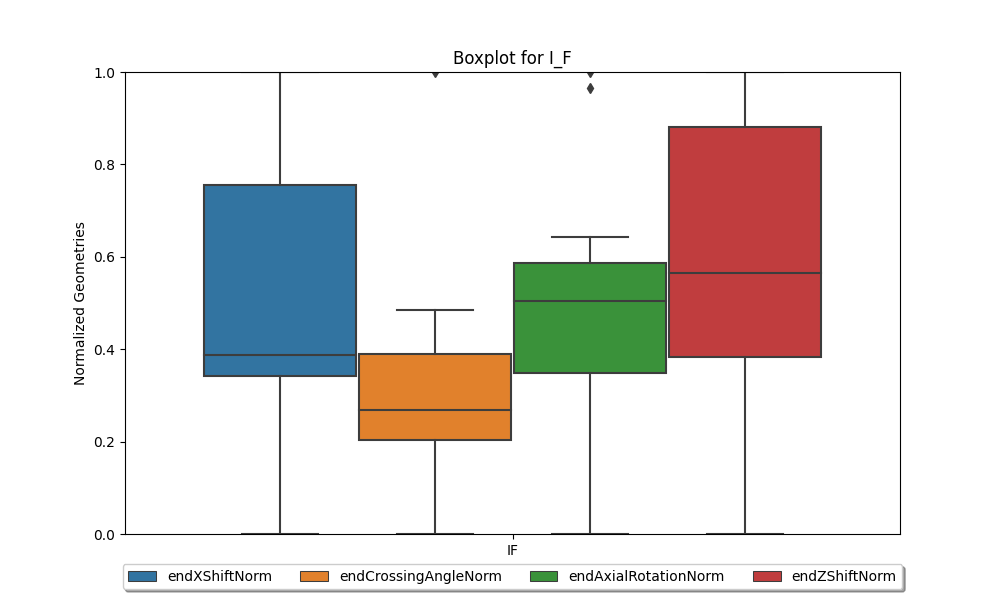 Boxplot for I_F
1.0
0.8
0.6
0.4
0.2
0.0
Normalized Geometries
IF
endXShiftNorm endCrossingAngleNorm endAxialRotationNorm endZShiftNorm